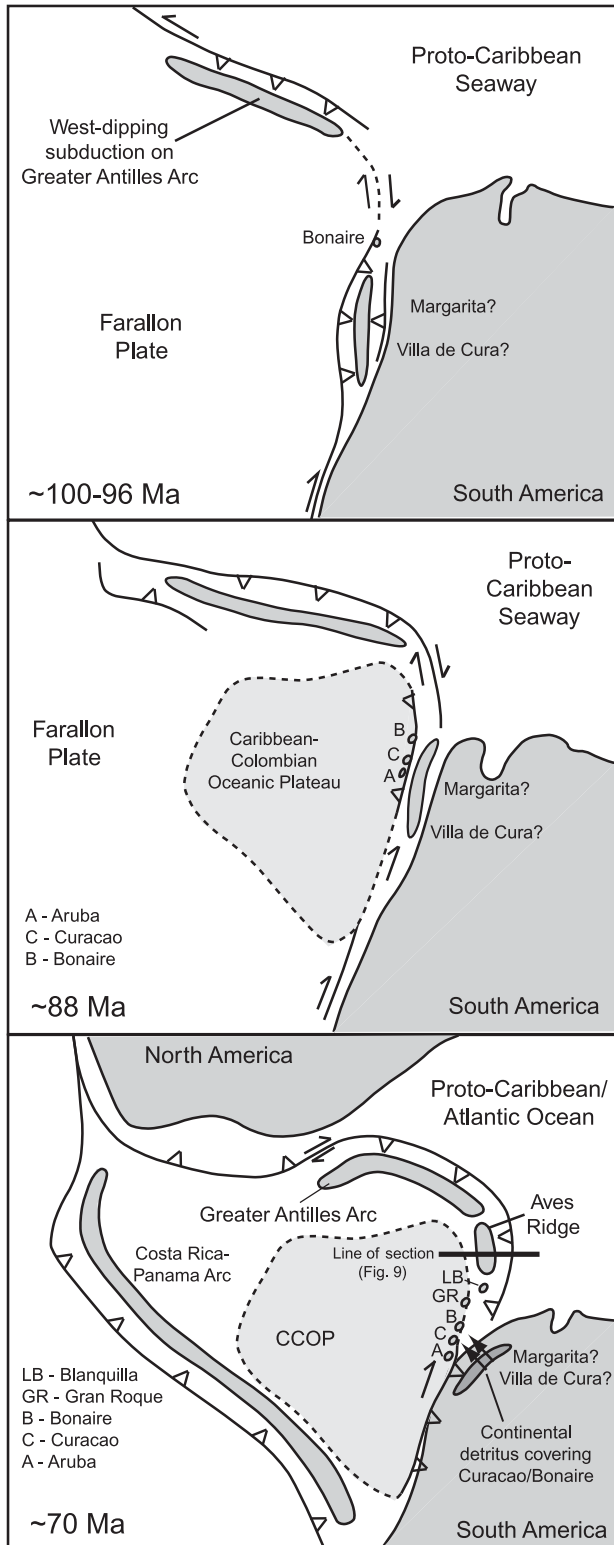 Proto-Caribbean
Seaway
West-dipping
subduction on
Greater Antilles Arc
Bonaire
Farallon
Plate
Margarita?
Villa de Cura?
~100-96 Ma
South America
Proto-
Caribbean
Seaway
Farallon
Plate
Caribbean-
Colombian
Oceanic Plateau
B
C
A
Margarita?
Villa de Cura?
A - Aruba
C - Curacao
B - Bonaire
~88 Ma
South America
North America
Proto-Caribbean/
Atlantic Ocean
Greater Antilles Arc
Aves
Ridge
Costa Rica-
Panama Arc
Line of section
(Fig. 9)
LB
GR
B
C
A
CCOP
Margarita?
Villa de Cura?
LB - Blanquilla
GR - Gran Roque
B - Bonaire
C - Curacao
A - Aruba
Continental
detritus covering
Curacao/Bonaire
~70 Ma
South America